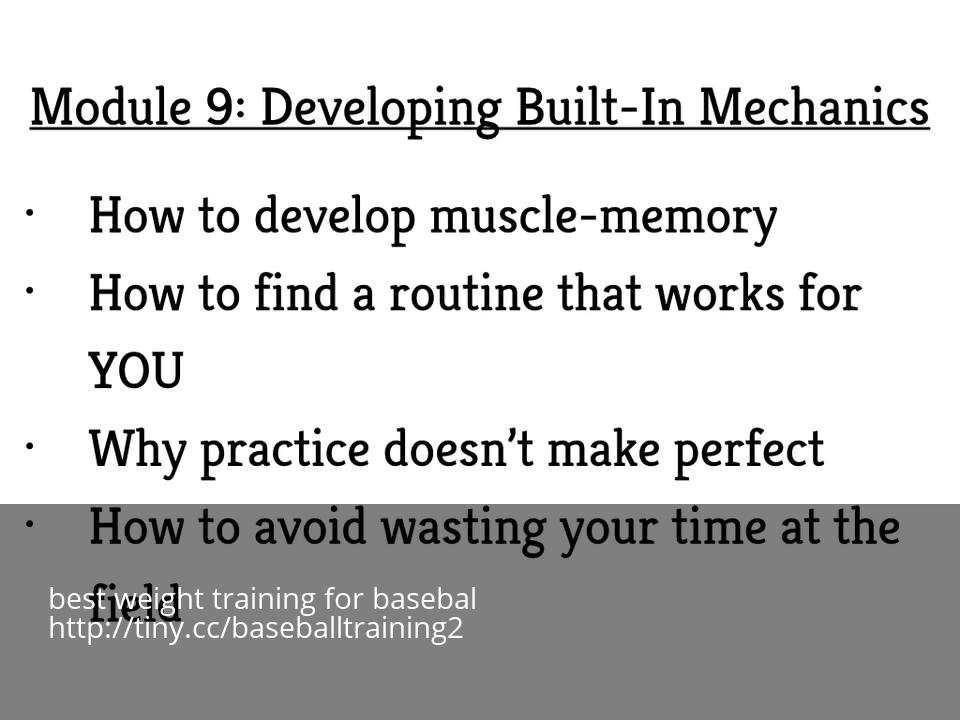 Module 9: Developing Built-In Mechanics
· How to develop muscle-memory
· How to find a routine that works for
YOU
· Why practice doesn’t make perfect
· How to avoid wasting your time at the
field
best weight training for basebal
http://tiny.cc/baseballtraining2